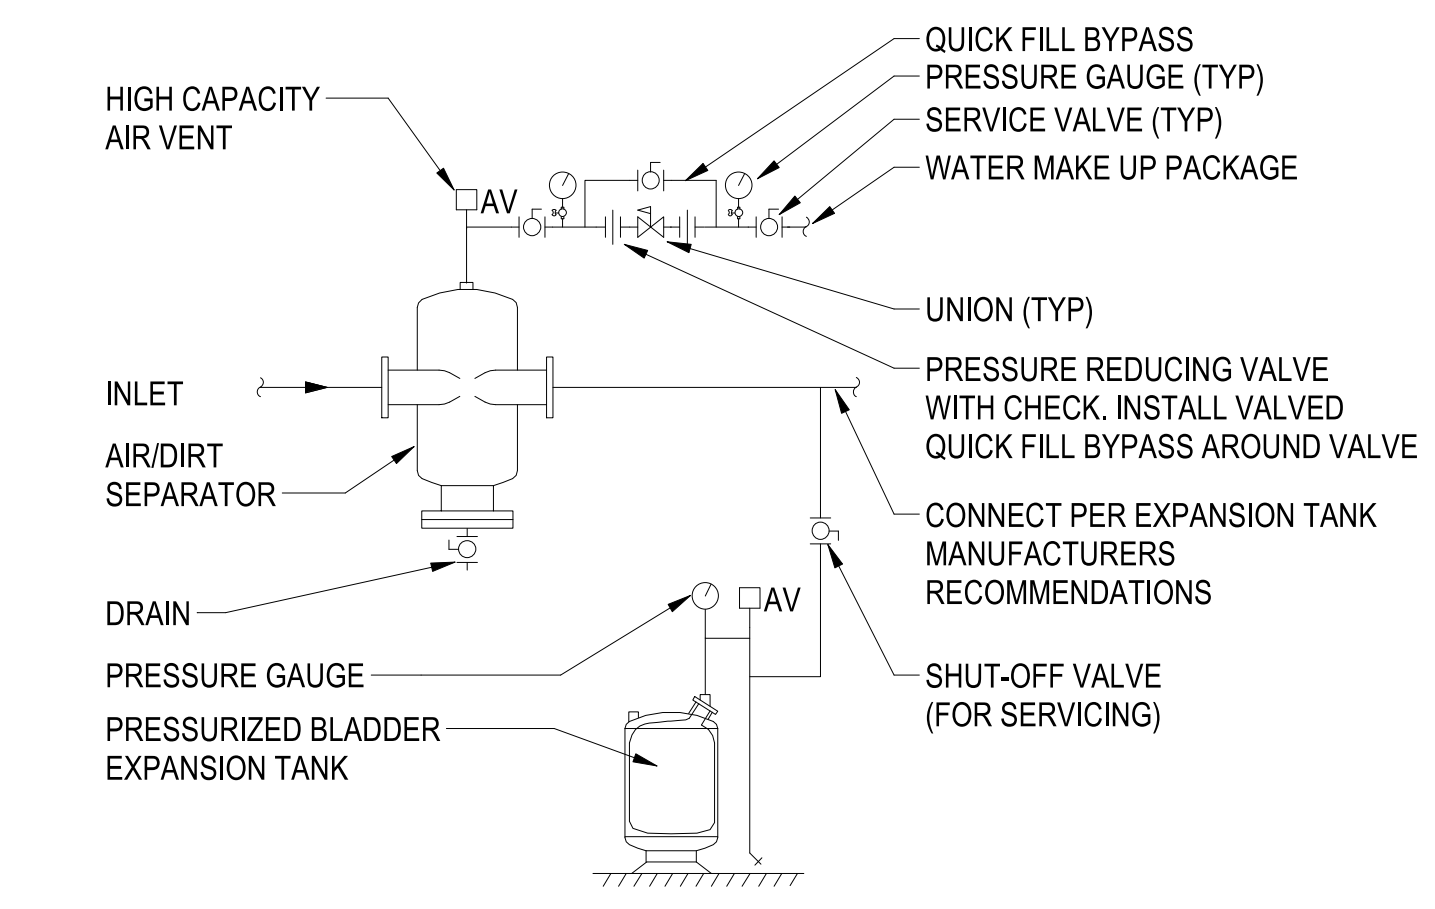 HIGH CAPACITY
AIR VENT
AV
QUICK FILL BYPASS
PRESSURE GAUGE (TYP)
SERVICE VALVE (TYP)
WATER MAKE UP PACKAGE
UNION (TYP)
PRESSURE REDUCING VALVE
WITH CHECK. INSTALL VALVED
QUICK FILL BYPASS AROUND VALVE
INLET
AIR/DIRT
SEPARATOR
CONNECT PER EXPANSION TANK
MANUFACTURERS
RECOMMENDATIONS
DRAIN
AV
PRESSURE GAUGE
SHUT-OFF VALVE
(FOR SERVICING)
PRESSURIZED BLADDER
EXPANSION TANK